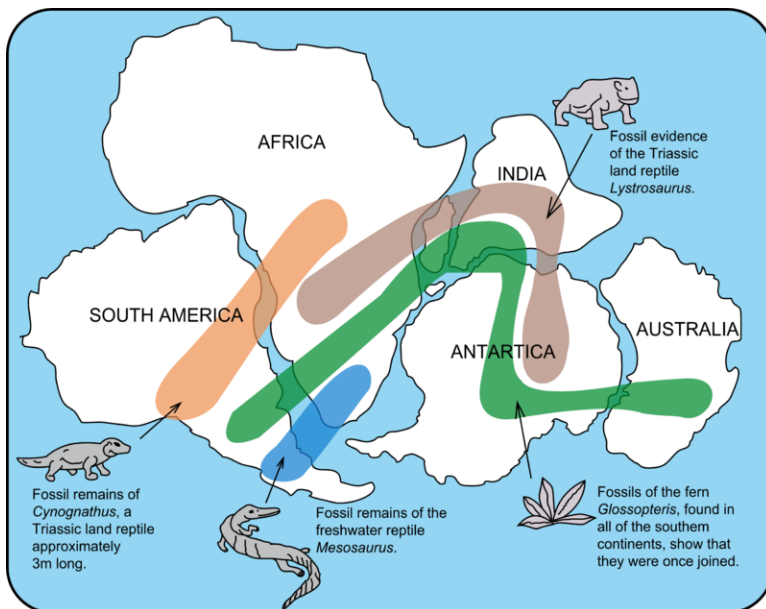 AFRICA
INDIA
Fossil evidence
of the Triassic
land reptile
Lystrosaurus.
SOUTH AMERICA
ANTARTICA
AUSTRALIA
Fossil remains of
Cynognathus, a
Triassic land reptile
approximately
3m long.
Fossil remains of the
freshwater reptile
Mesosaurus.
Fossils of the fern
Glossopteris, found in
all of the southern
continents, show that
they were once joined.